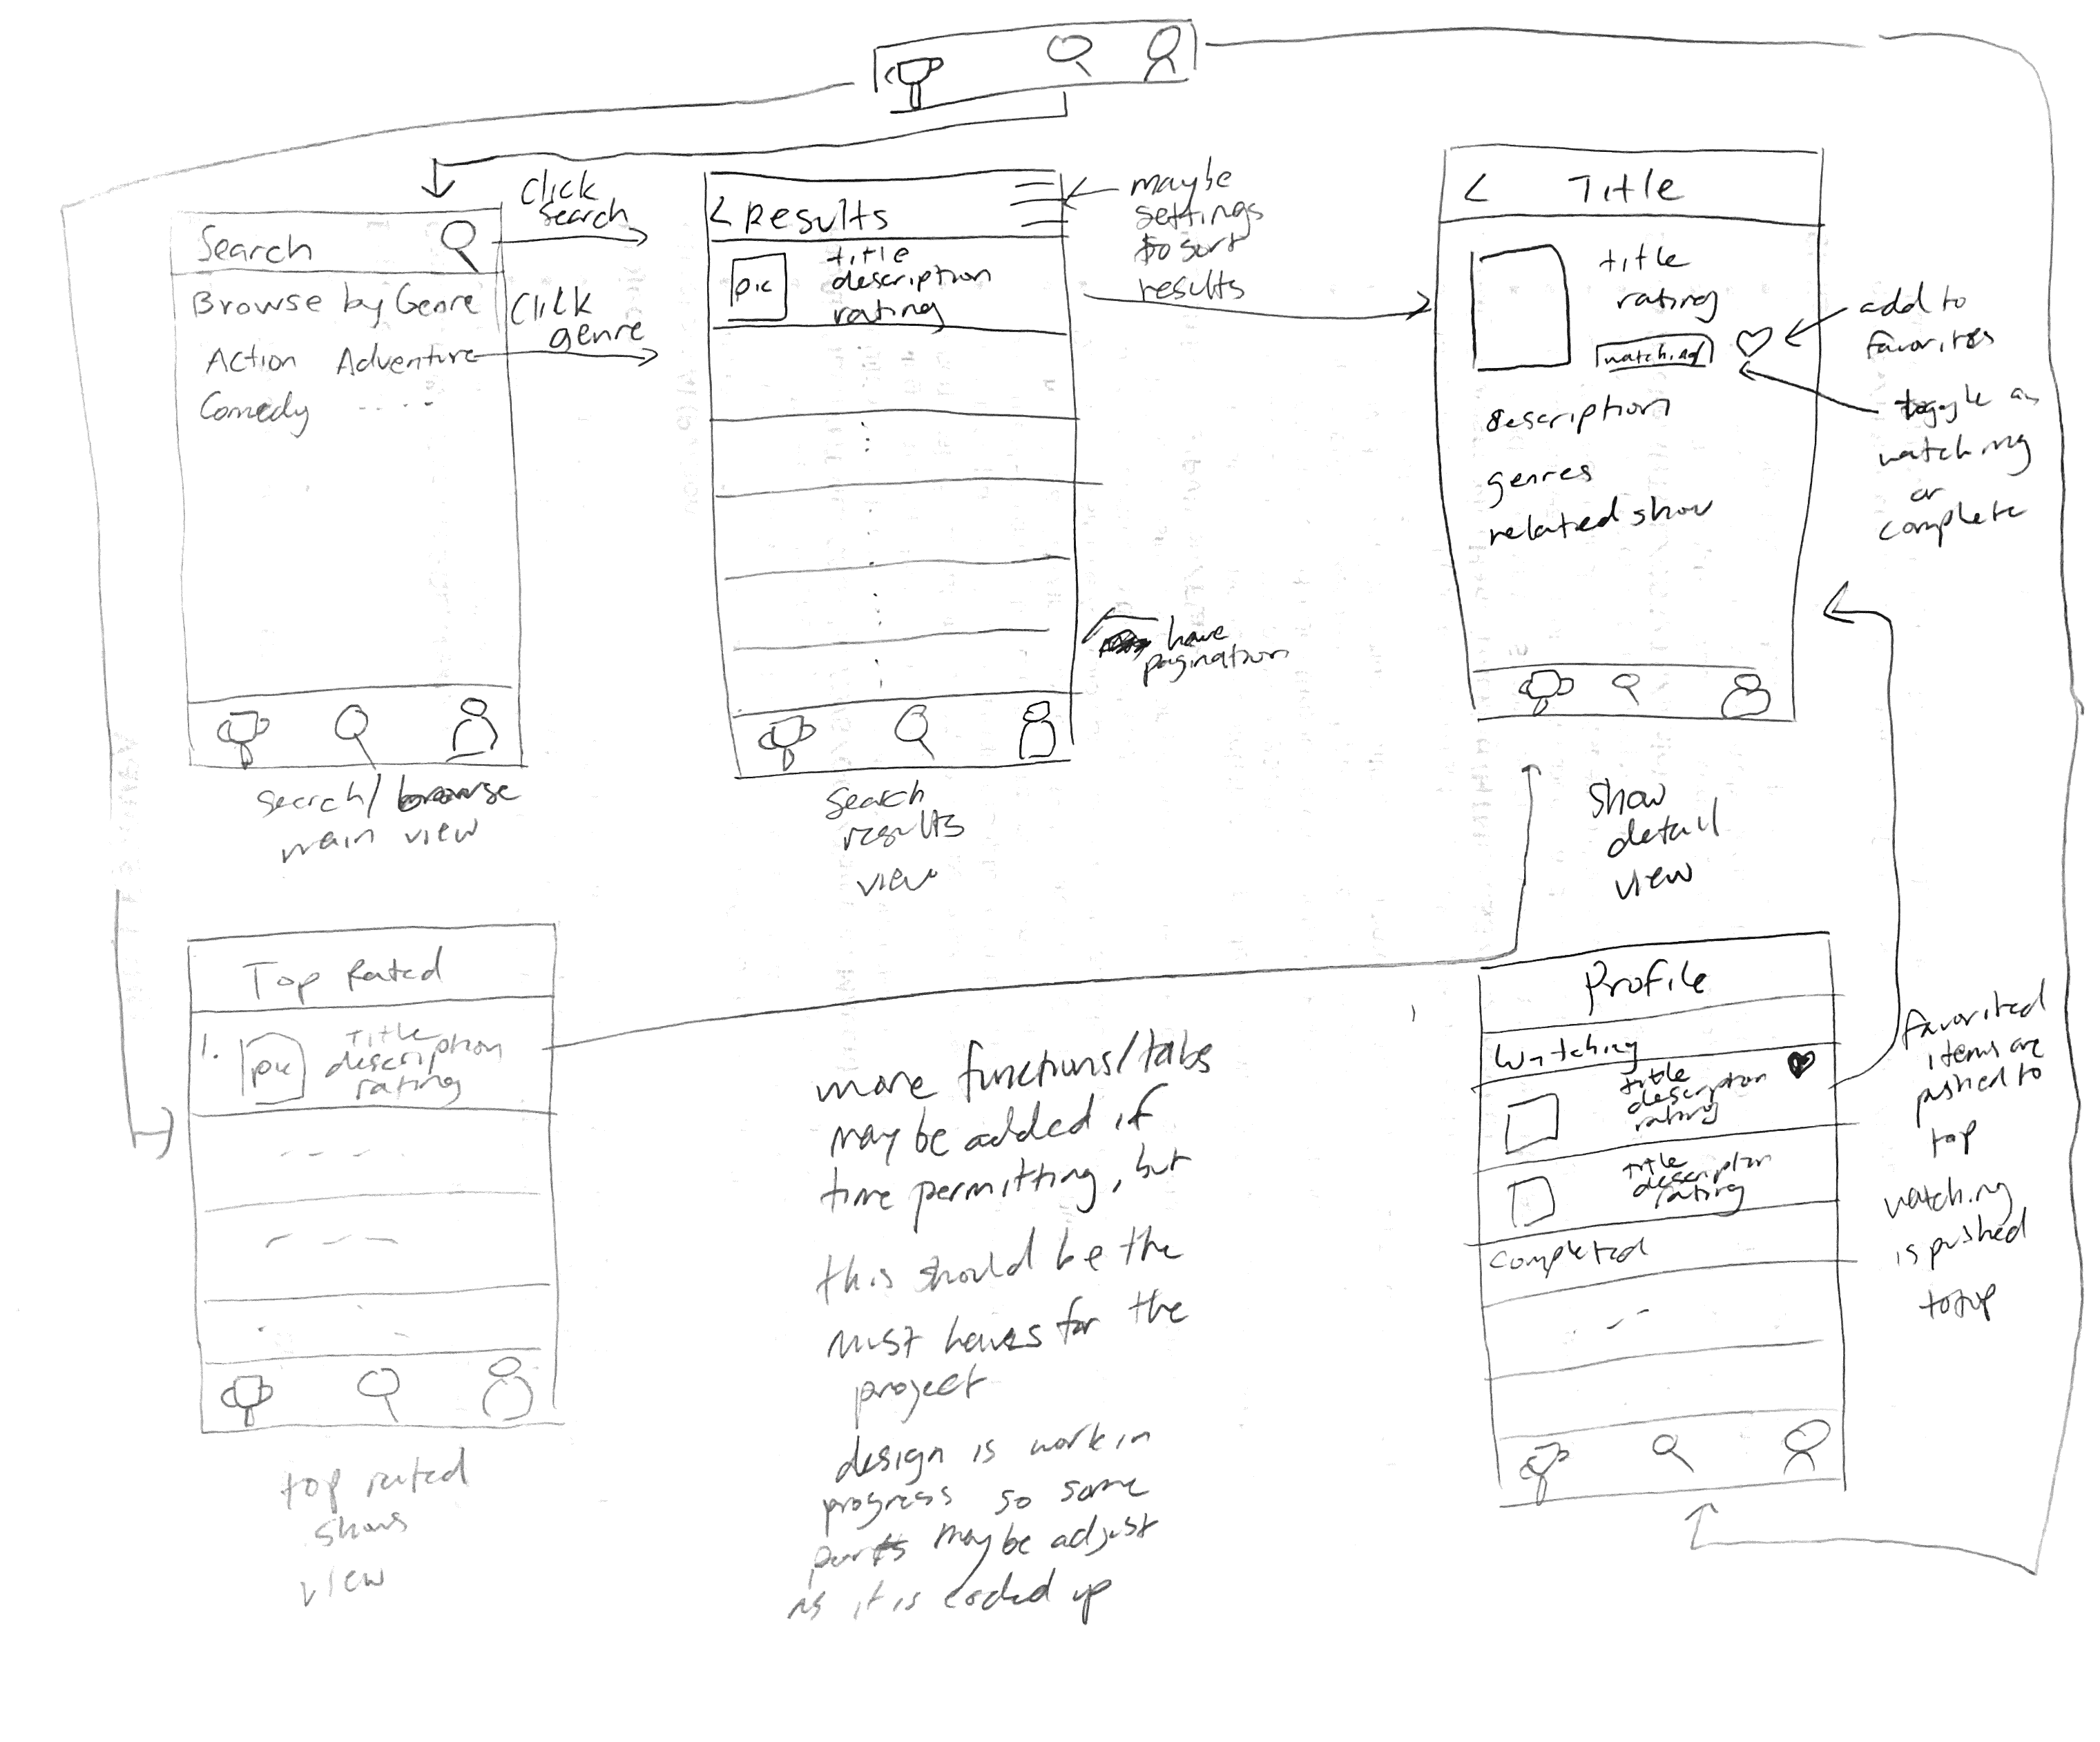 Search
Browse by Genre
Action Adventure
Comedy
search/browse
main view
Click
search
Click
genre
< Results
pic
title
description
rating
maybe
settings
to sort
results
have
pagination
search
results
view
< Title
title
rating
watching
description
genres
related show
add to
favorites
toggle as
watching
or
complete
show
detail
view
Top Rated
1.
pic
Title
description
rating
top rated
shows
view
more functions/tabs
may be added if
time permitting, but
this should be the
must haves for the
project
design is work in
progress so some
parts may be adjust
as it is coded up
Profile
Watching
title
description
rating
title
description
rating
Completed
favorited
items are
pushed to
top
watching
is pushed
to top